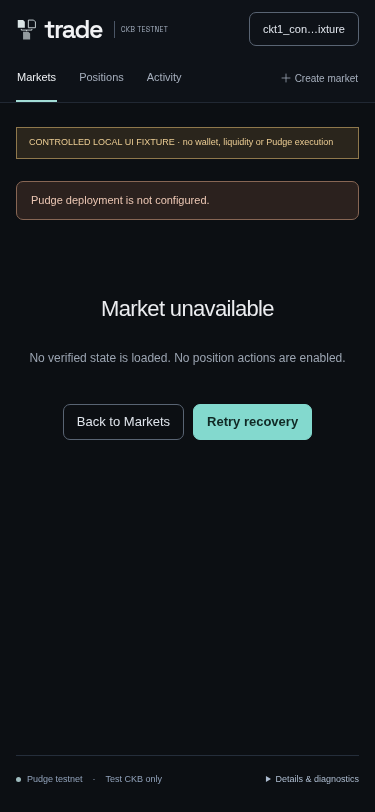 trade
CKB TESTNET
ckt1_con…ixture
Markets
Positions
Activity
+ Create market
CONTROLLED LOCAL UI FIXTURE · no wallet, liquidity or Pudge execution
Pudge deployment is not configured.
Market unavailable
No verified state is loaded. No position actions are enabled.
Back to Markets
Retry recovery
Pudge testnet · Test CKB only
Details & diagnostics